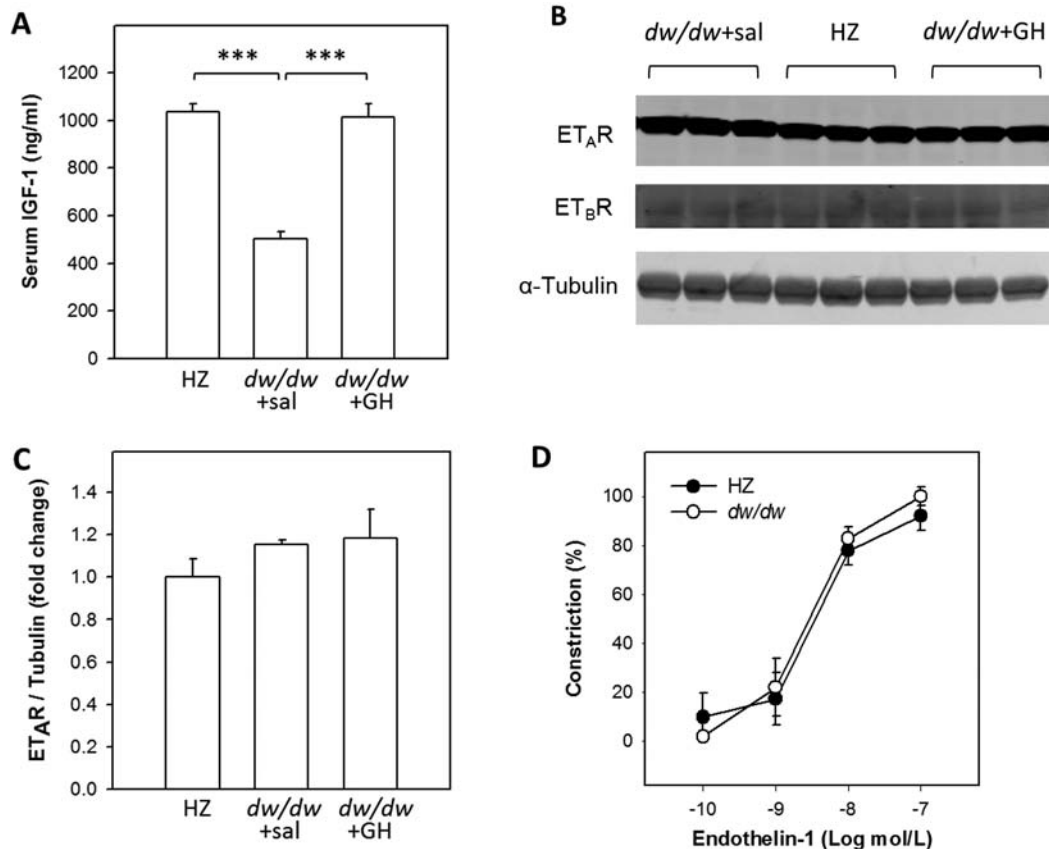 A
Serum IGF-1 (ng/ml)
1200
1000
800
600
400
200
0
***
***
HZ
dw/dw
+sal
dw/dw
+GH
B
dw/dw+sal
HZ
dw/dw+GH
ETAR
ETBR
α-Tubulin
C
ETAR / Tubulin (fold change)
1.4
1.2
1.0
0.8
0.6
0.4
0.2
0.0
HZ
dw/dw
+sal
dw/dw
+GH
D
HZ
dw/dw
Constriction (%)
100
80
60
40
20
0
-10
-9
-8
-7
Endothelin-1 (Log mol/L)